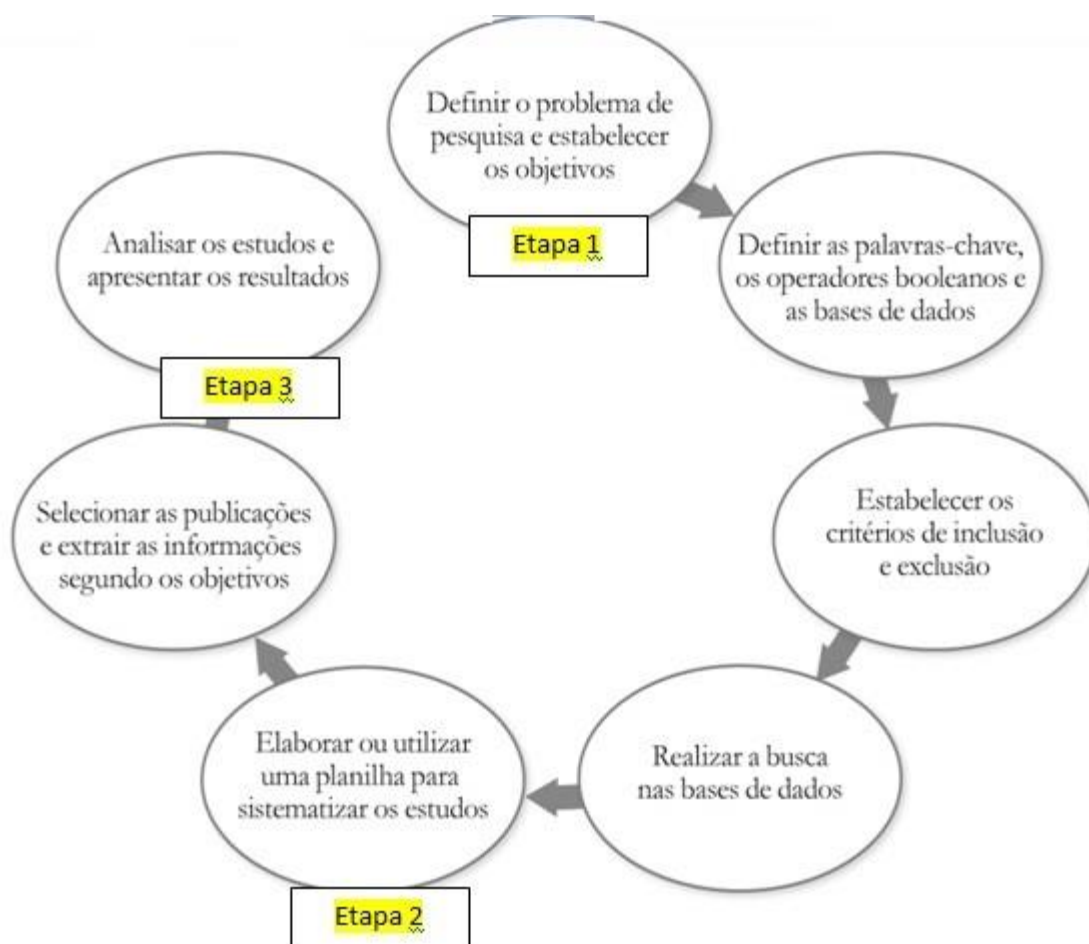 Definir o problema de
pesquisa e estabelecer
os objetivos
Etapa 1
Definir as palavras-chave,
os operadores booleanos e
as bases de dados
Estabelecer os
critérios de inclusão
e exclusão
Realizar a busca
nas bases de dados
Elaborar ou utilizar
uma planilha para
sistematizar os estudos
Etapa 2
Selecionar as publicações
e extrair as informações
segundo os objetivos
Analisar os estudos e
apresentar os resultados
Etapa 3